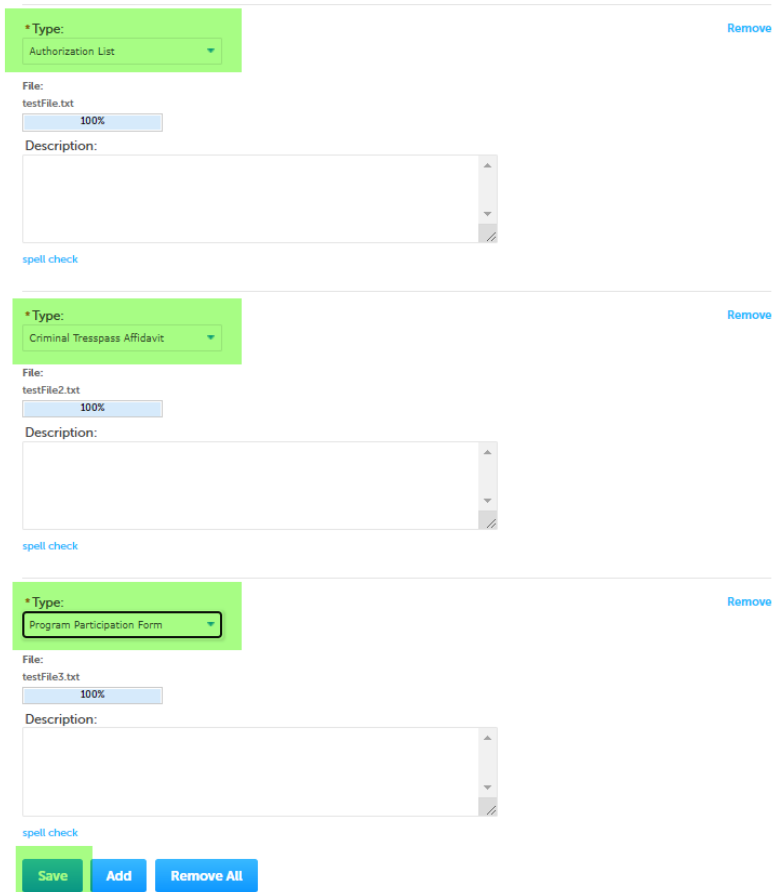 *Type:
Remove
Authorization List
File:
testFile.txt
100%
Description:
spell check
*Type:
Remove
Criminal Tresspass Affidavit
File:
testFile2.txt
100%
Description:
spell check
*Type:
Remove
Program Participation Form
File:
testFile3.txt
100%
Description:
spell check
Save Add Remove All